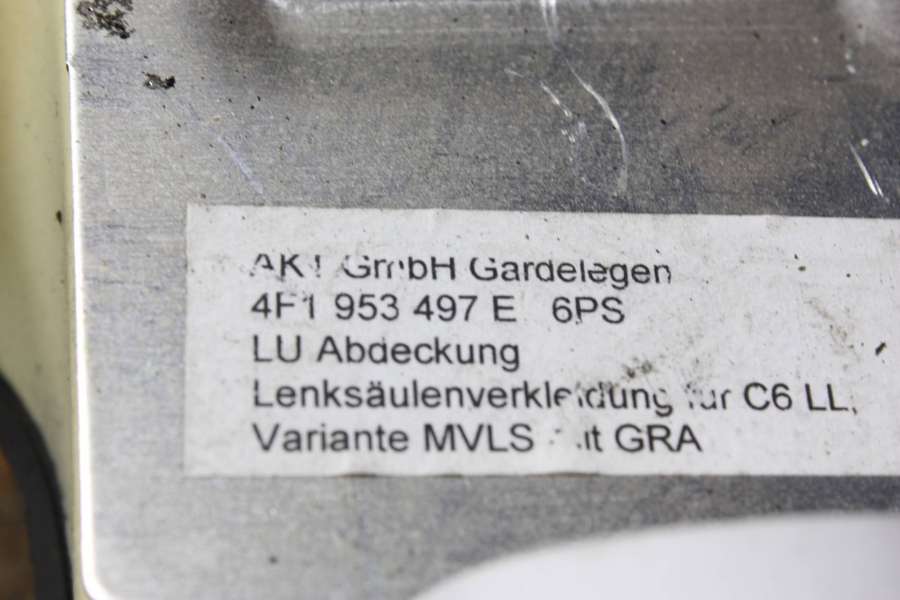 AKT GmbH Gardelegen
4F1 953 497 E 6PS
LU Abdeckung
Lenksäulenverkleidung für C6 LL,
Variante MVLS mit GRA